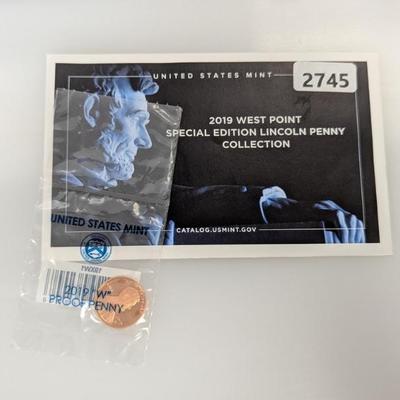 UNITED STATES MINT
2745
2019 WEST POINT
SPECIAL EDITION LINCOLN PENNY
COLLECTION
CATALOG.USMINT.GOV
UNITED STATES MINT
2019 "W"
PROOF PENNY